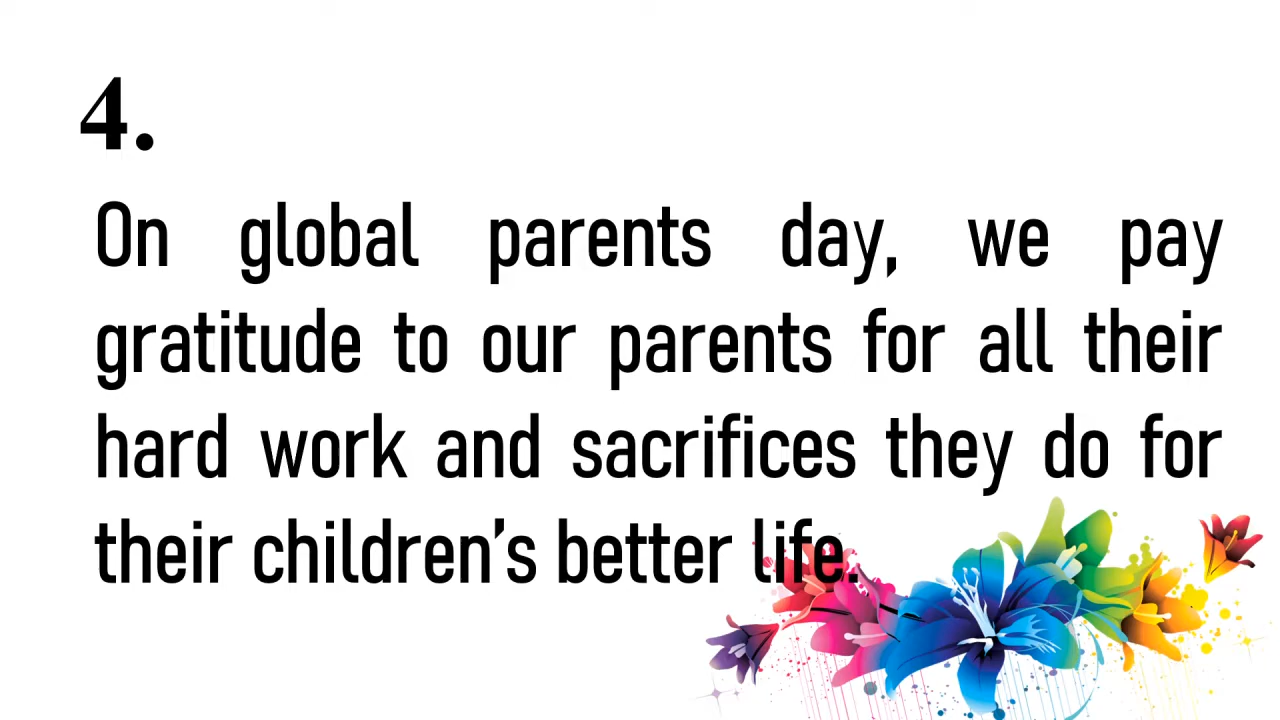 4.
On global parents day, we pay
gratitude to our parents for all their
hard work and sacrifices they do for
their children’s better life.